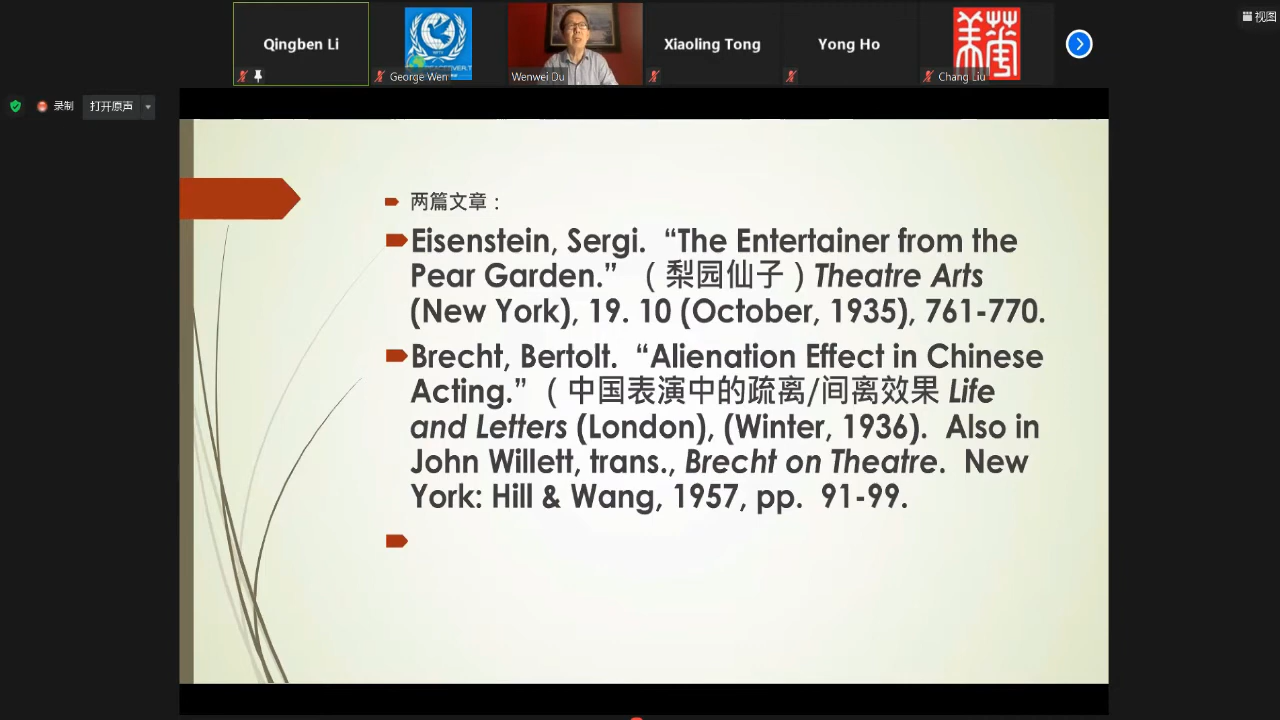 Qingben Li
George Wen
Wenwei Du
Xiaoling Tong
Yong Ho
Chang Liu
视图
录制
打开原声
两篇文章：
Eisenstein, Sergi. “The Entertainer from the
Pear Garden.” （梨园仙子）Theatre Arts
(New York), 19. 10 (October, 1935), 761-770.
Brecht, Bertolt. “Alienation Effect in Chinese
Acting.”（中国表演中的疏离/间离效果 Life
and Letters (London), (Winter, 1936). Also in
John Willett, trans., Brecht on Theatre. New
York: Hill & Wang, 1957, pp. 91-99.